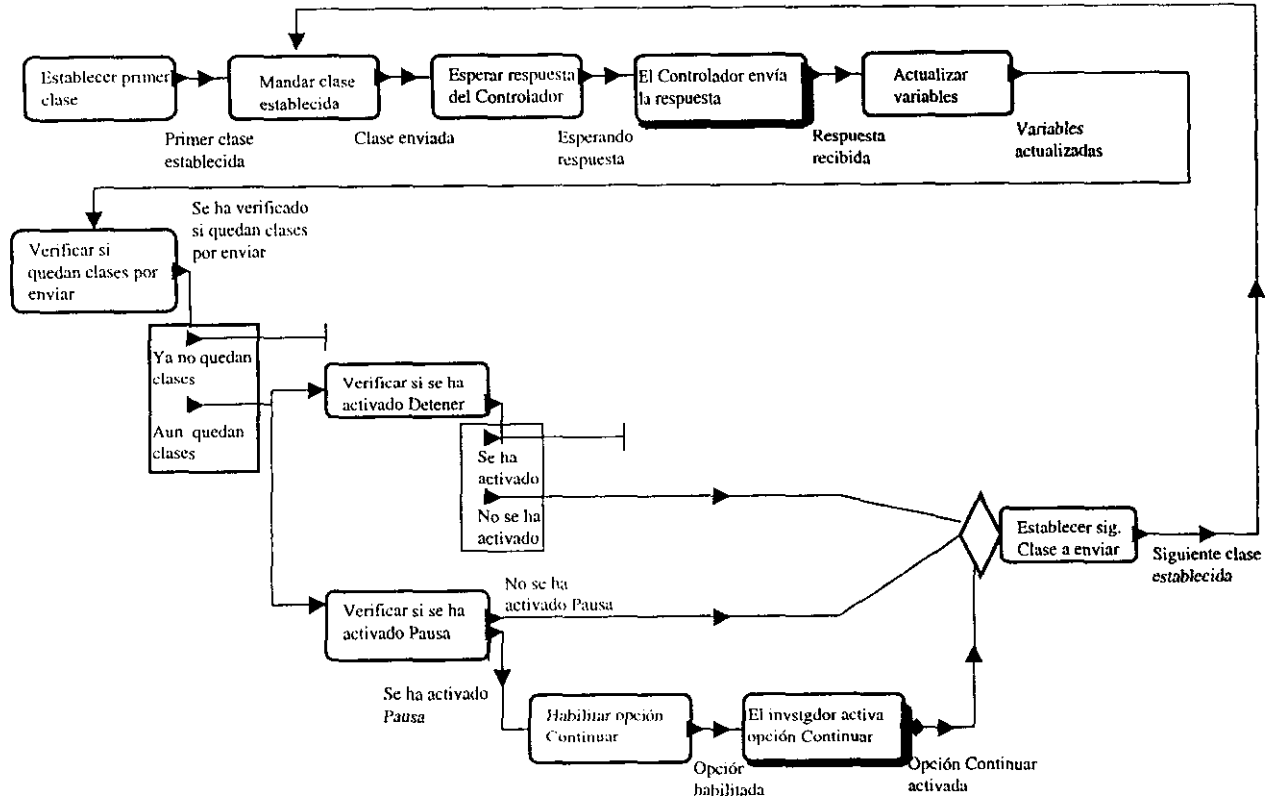 Establecer primer
clase
Mandar clase
establecida
Esperar respuesta
del Controlador
El Controlador envía
la respuesta
Actualizar
variables
Primer clase
establecida
Clase enviada
Esperando
respuesta
Respuesta
recibida
Variables
actualizadas
Se ha verificado
si quedan clases
por enviar
Verificar si
quedan clases por
enviar
Ya no quedan
clases
Aun quedan
clases
Verificar si se ha
activado Detener
Se ha
activado
No se ha
activado
Establecer sig.
Clase a enviar
Siguiente clase
establecida
No se ha
activado Pausa
Verificar si se ha
activado Pausa
Se ha activado
Pausa
Habilitar opción
Continuar
El invstgdor activa
opción Continuar
Opción
habilitada
Opción Continuar
activada